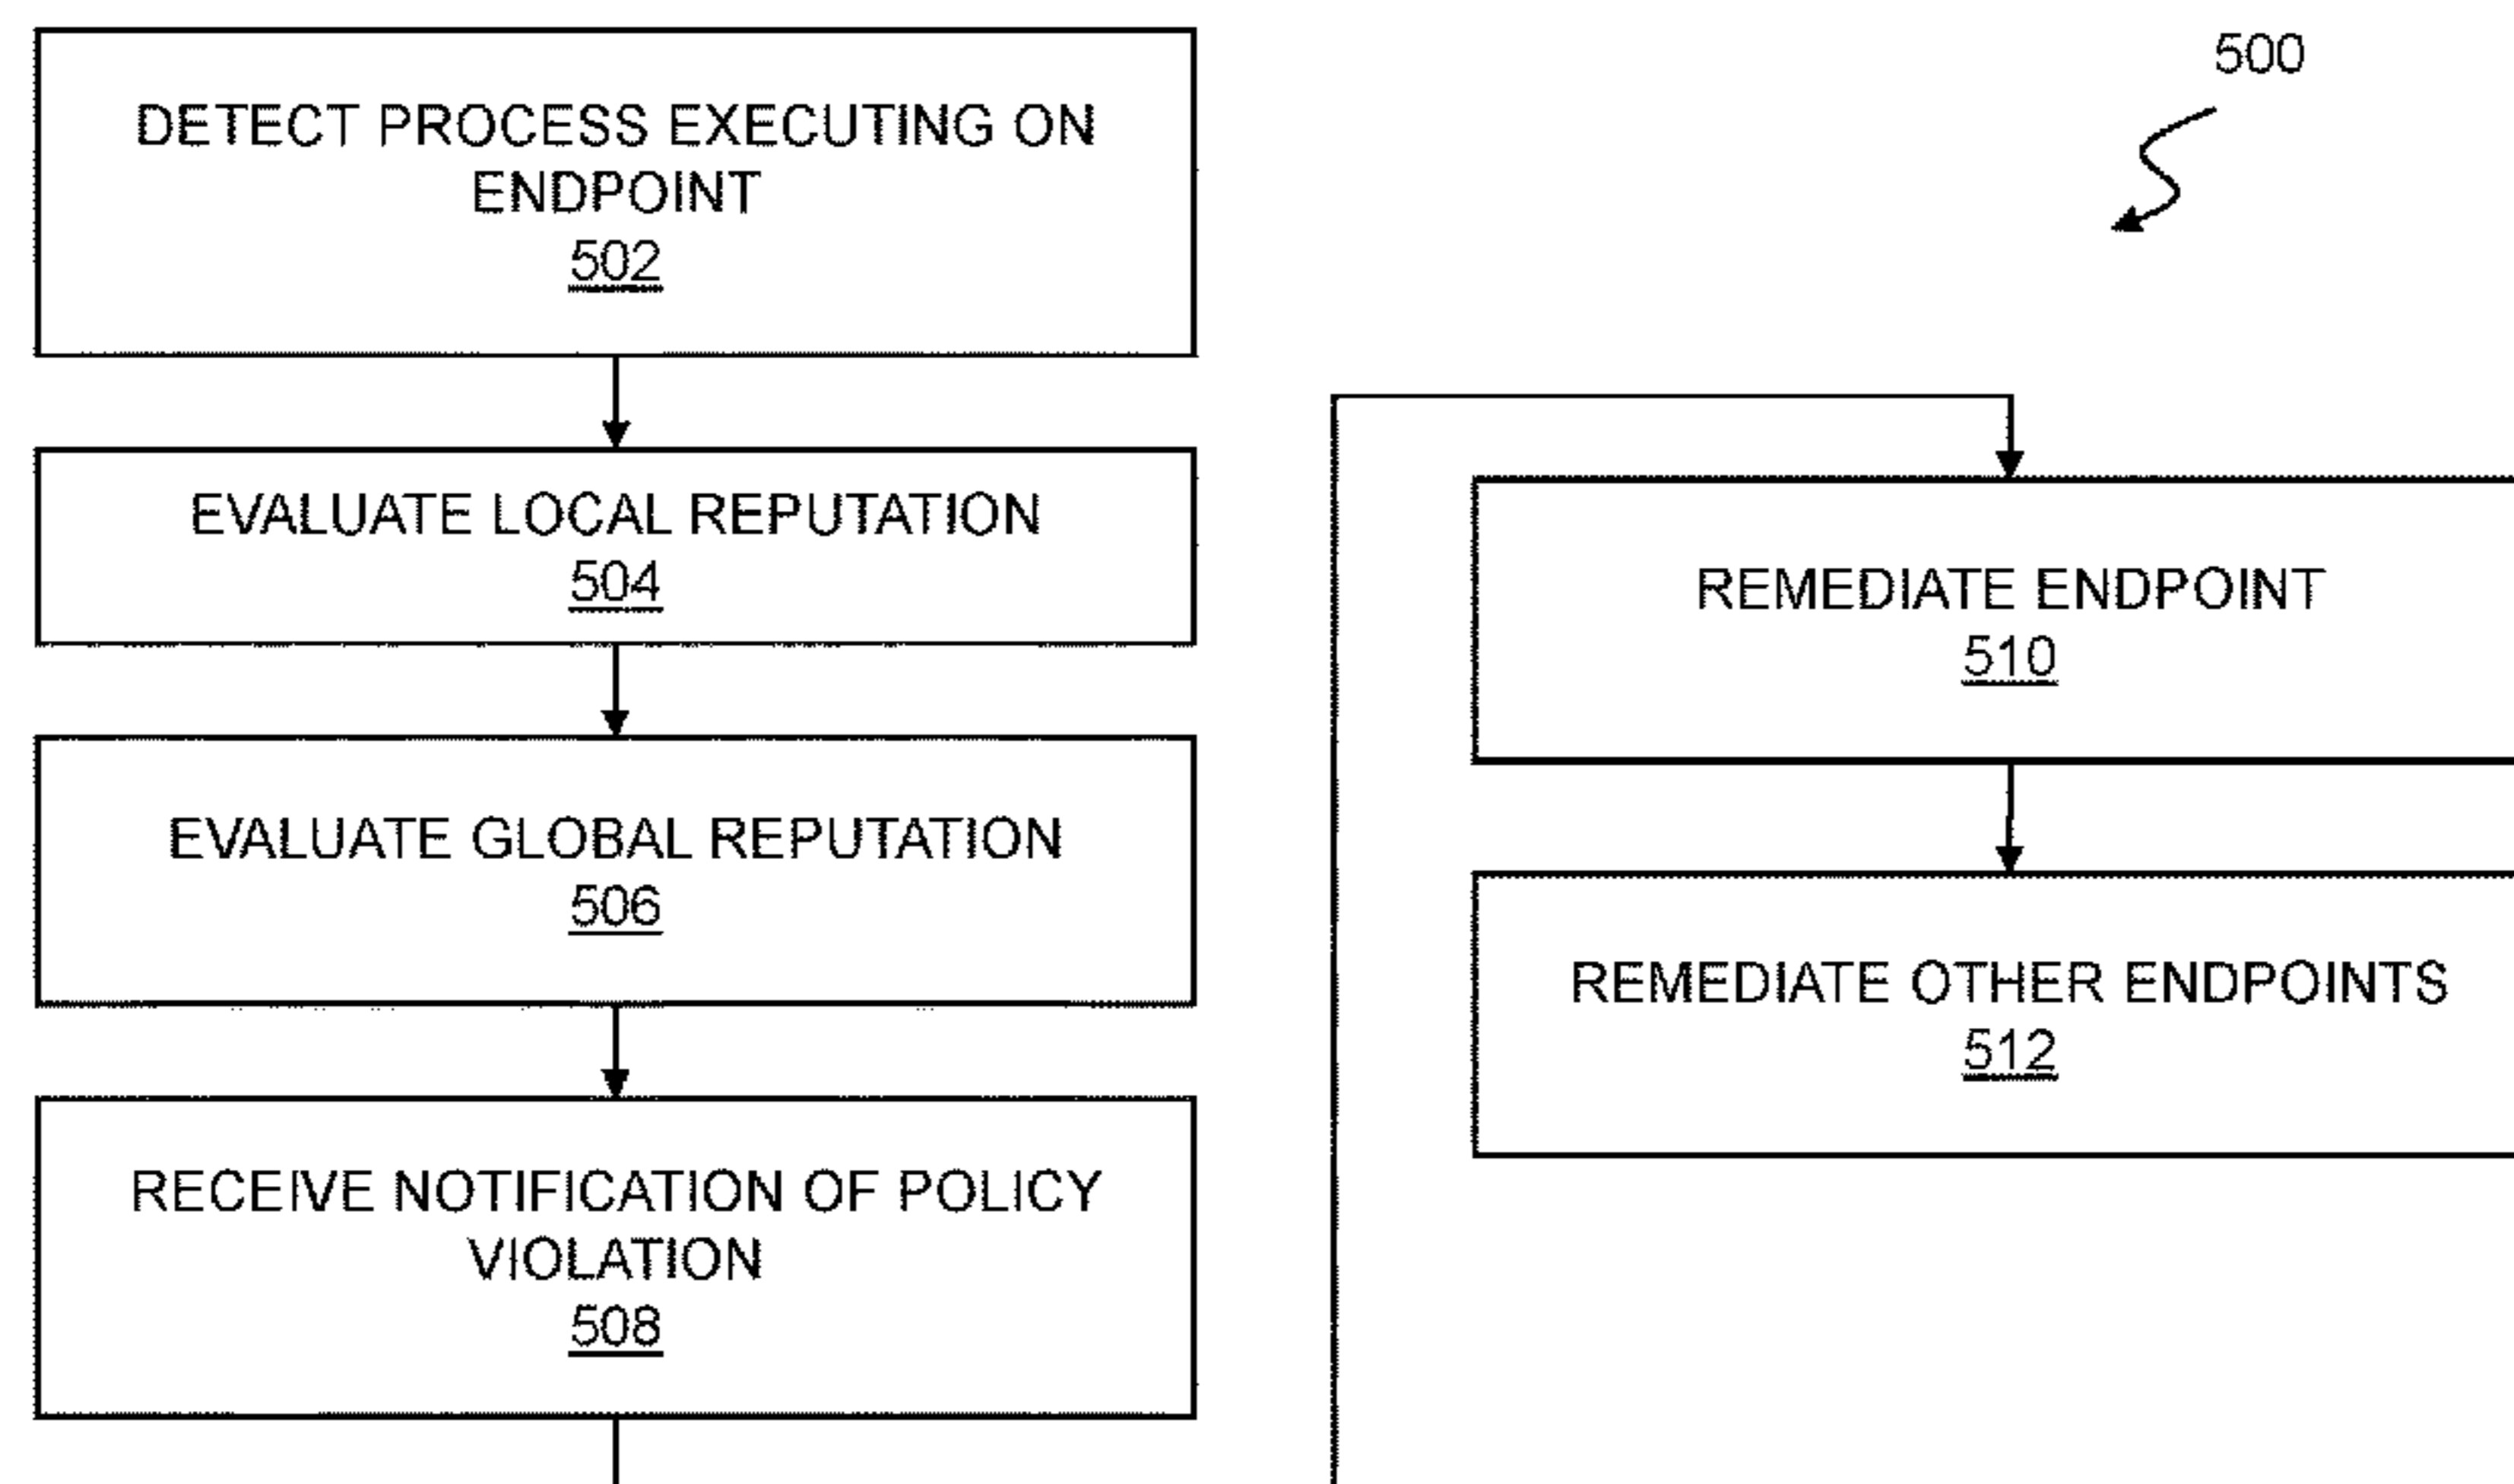 DETECT PROCESS EXECUTING ON
ENDPOINT
502
EVALUATE LOCAL REPUTATION
504
EVALUATE GLOBAL REPUTATION
506
RECEIVE NOTIFICATION OF POLICY
VIOLATION
508
500
REMEDIATE ENDPOINT
510
REMEDIATE OTHER ENDPOINTS
512